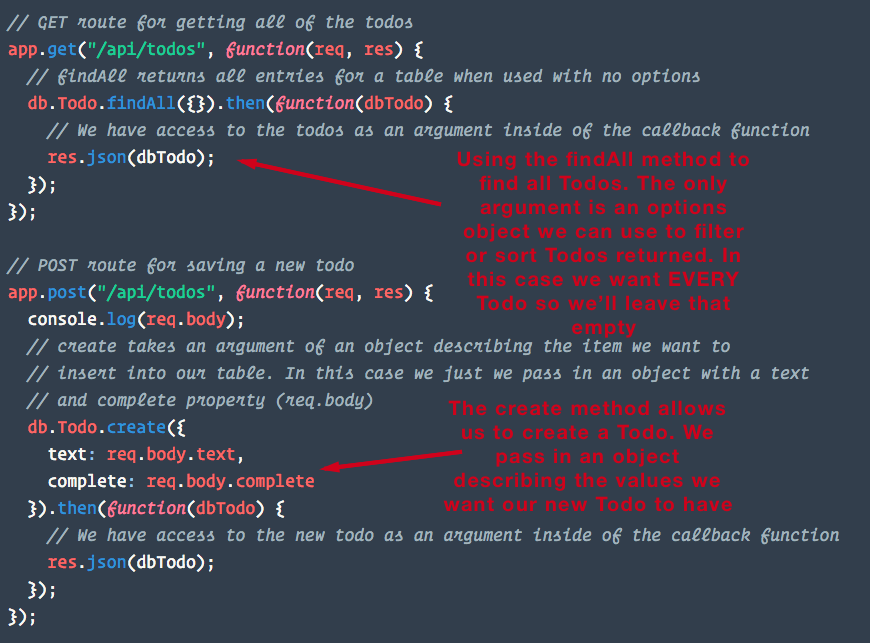 // GET route for getting all of the todos
app.get("/api/todos", function(req, res) {
// findAll returns all entries for a table when used with no options
db.Todo.findAll({}).then(function(dbTodo) {
// We have access to the todos as an argument inside of the callback function
res.json(dbTodo);
});
});
Using the findAll method to
find all Todos. The only
argument is an options
object we can use to filter
or sort Todos returned. In
this case we want EVERY
Todo so we'll leave that
empty
// POST route for saving a new todo
app.post("/api/todos", function(req, res) {
console.log(req.body);
// create takes an argument of an object describing the item we want to
// insert into our table. In this case we just we pass in an object with a text
// and complete property (req.body)
db.Todo.create({
text: req.body.text,
complete: req.body.complete
}).then(function(dbTodo) {
The create method allows
us to create a Todo. We
pass in an object
describing the values we
want our new Todo to have
// We have access to the new todo as an argument inside of the callback function
res.json(dbTodo);
});
});